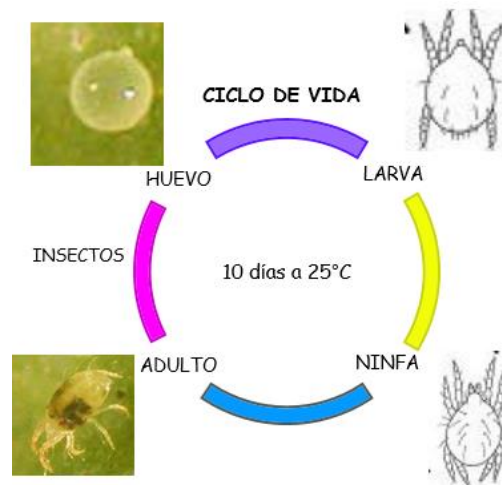 CICLO DE VIDA
HUEVO
LARVA
INSECTOS
10 días a 25°C
ADULTO
NINFA